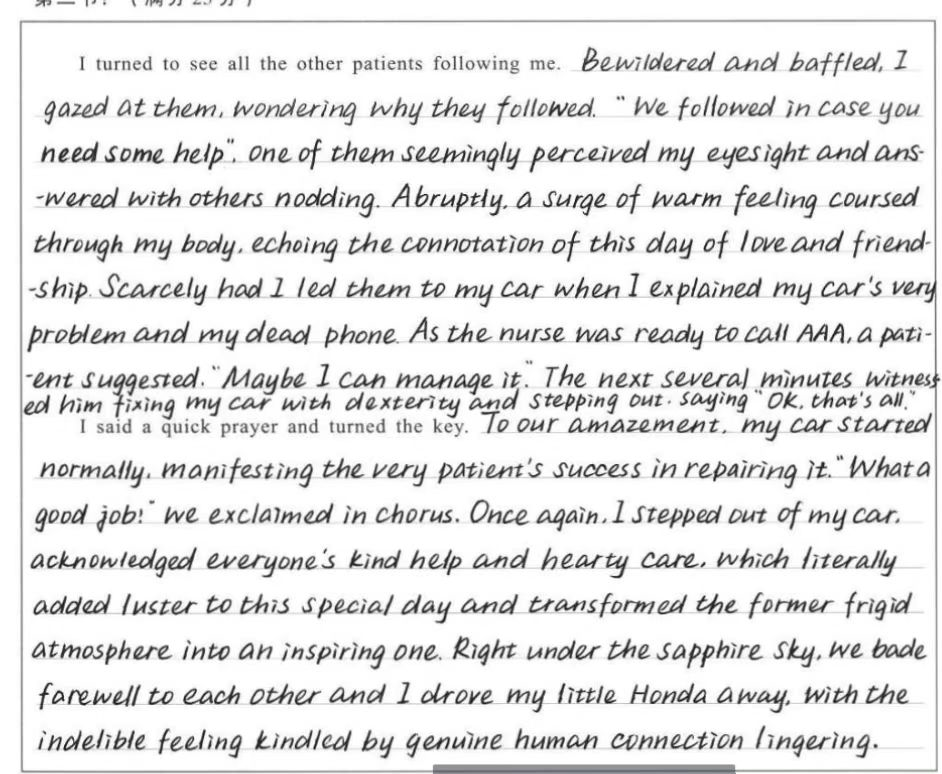 I turned to see all the other patients following me. Bewildered and baffled, I
gazed at them, wondering why they followed. "We followed in case you
need some help", one of them seemingly perceived my eyesight and ans-
-wered with others nodding. Abruptly, a surge of warm feeling coursed
through my body, echoing the connotation of this day of love and friend-
-ship. Scarcely had I led them to my car when I explained my car's very
problem and my dead phone. As the nurse was ready to call AAA, a pati-
-ent suggested. "Maybe I can manage it". The next several minutes witness-
ed him fixing my car with dexterity and stepping out. saying "OK, that's all."
I said a quick prayer and turned the key. To our amazement, my car started
normally, manifesting the very patient's success in repairing it. "What a
good job!" we exclaimed in chorus. Once again, I stepped out of my car,
acknowledged everyone's kind help and hearty care, which literally
added luster to this special day and transformed the former frigid
atmosphere into an inspiring one. Right under the sapphire sky, we bade
farewell to each other and I drove my little Honda away, with the
indelible feeling kindled by genuine human connection lingering.